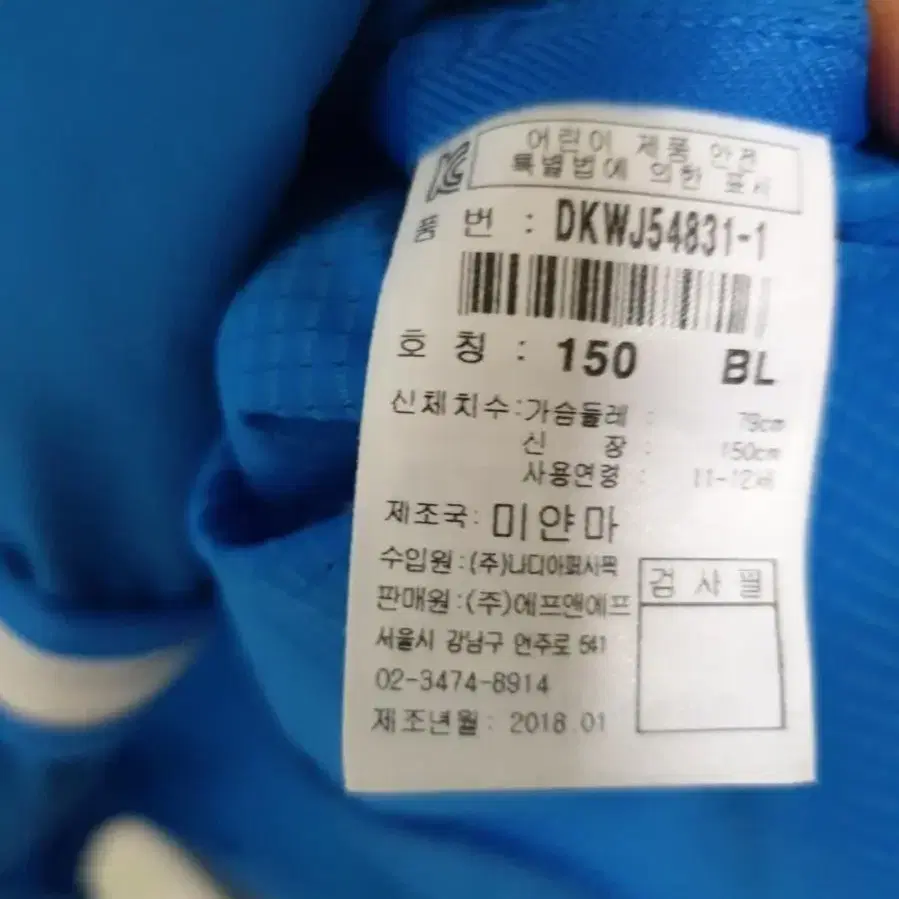 KC
어린이 제품 안전
특별법에 의한 표시
품 번 : DKWJ54831-1
호 칭 : 150 BL
신체치수:가슴둘레 : 79cm
신 장 : 150cm
사용연령 : 11-12세
제조국: 미얀마
수입원:(주)나디아
판매원:(주)에프앤에프
서울시 강남구 언주로 541
02-3474-8914
제조년월: 2018.01
검 사 필